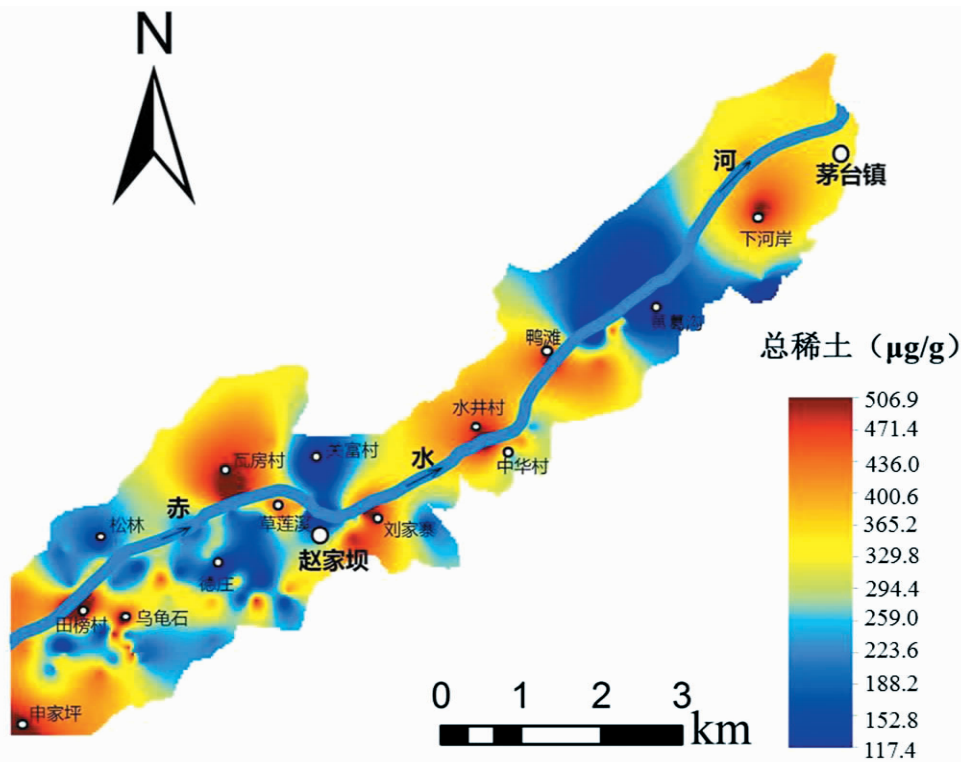 N
河
茅台镇
下河岸
鸭滩
总稀土（μg/g）
水井村
水
中华村
瓦房村
赤
松林
草莲溪
刘家寨
赵家坝
德庄
田榜村
乌龟石
申家坪
506.9
471.4
436.0
400.6
365.2
329.8
294.4
259.0
223.6
188.2
152.8
117.4
0 1 2 3
km